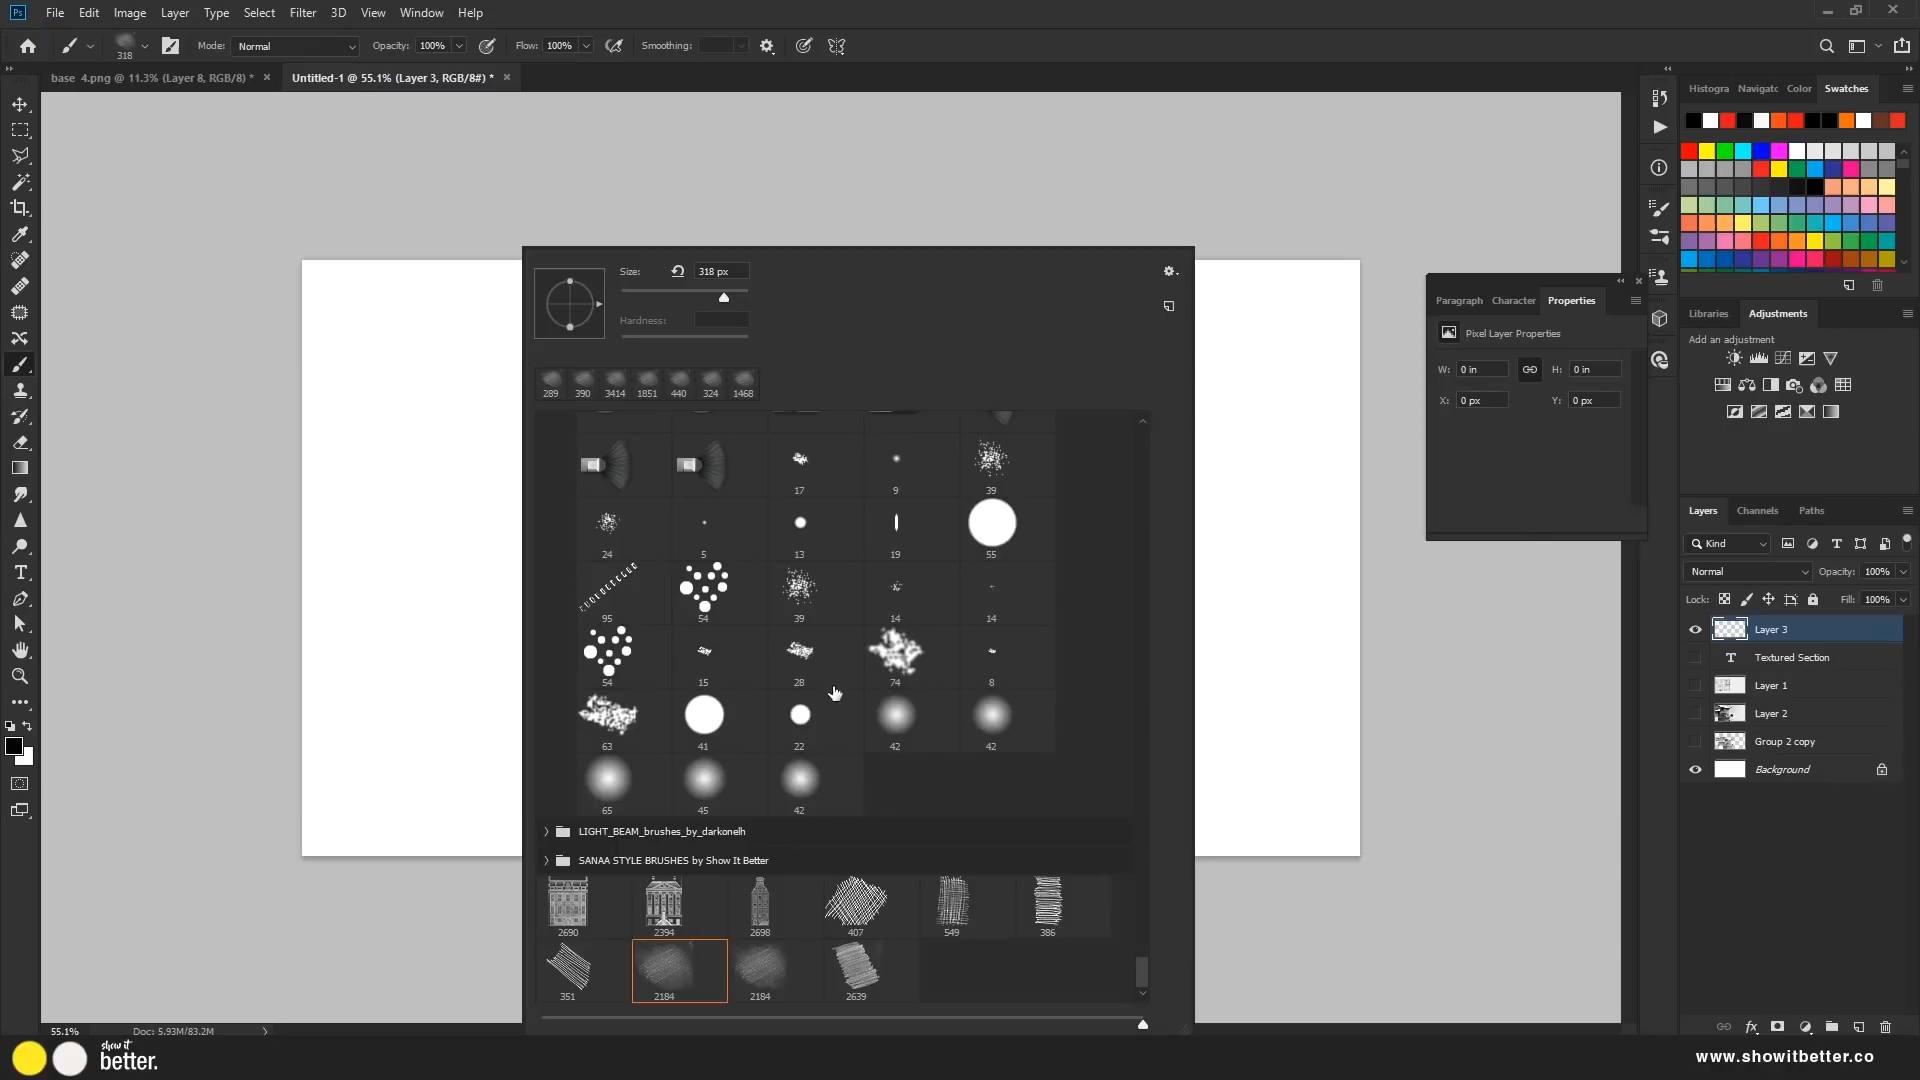 Ps File Edit Image Layer Type Select Filter 3D View Window Help
318 Mode: Normal Opacity: 100% Flow: 100% Smoothing:
base 4.png @ 11.3% (Layer 8, RGB/8) * × Untitled-1 @ 55.1% (Layer 3, RGB/8#) * ×
Histogra Navigato Color Swatches
Size: 318 px
Hardness:
289 390 3414 1851 440 324 1468
17 9 39
24 5 13 19 55
95 54 39 14 14
54 15 28 74 8
63 41 22 42 42
65 45 42
LIGHT_BEAM_brushes_by_darkonelh
SANAA STYLE BRUSHES by Show It Better
2690 2394 2698 407 549 386
351 2184 2184 2639
Paragraph Character Properties
Pixel Layer Properties
W: 0 in H: 0 in
X: 0 px Y: 0 px
Libraries Adjustments
Add an adjustment
Layers Channels Paths
Kind
Normal Opacity: 100%
Lock: Fill: 100%
Layer 3
T Textured Section
Layer 1
Layer 2
Group 2 copy
Background
fx
55.1% Doc: 5.93M/83.2M
show it
better.
www.showitbetter.co